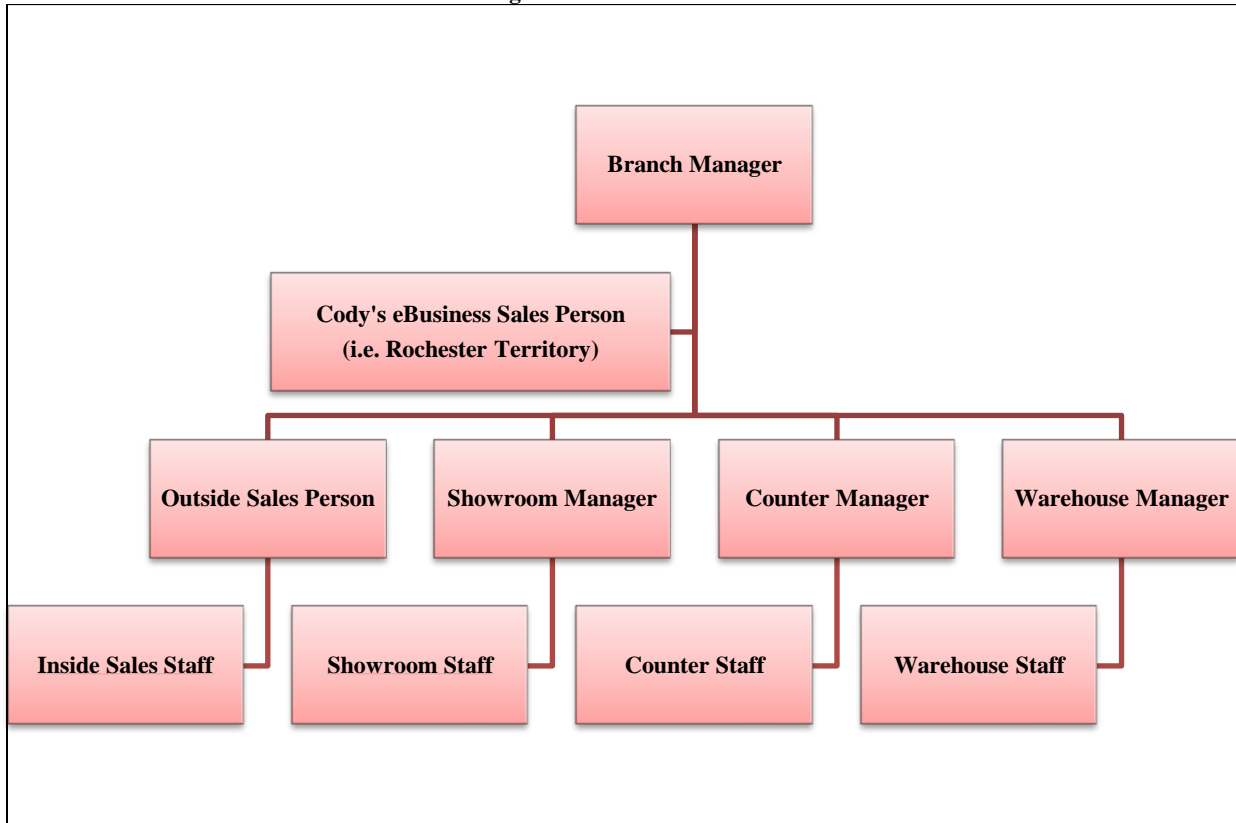 Branch Manager
Cody's eBusiness Sales Person
(i.e. Rochester Territory)
Outside Sales Person
Showroom Manager
Counter Manager
Warehouse Manager
Inside Sales Staff
Showroom Staff
Counter Staff
Warehouse Staff